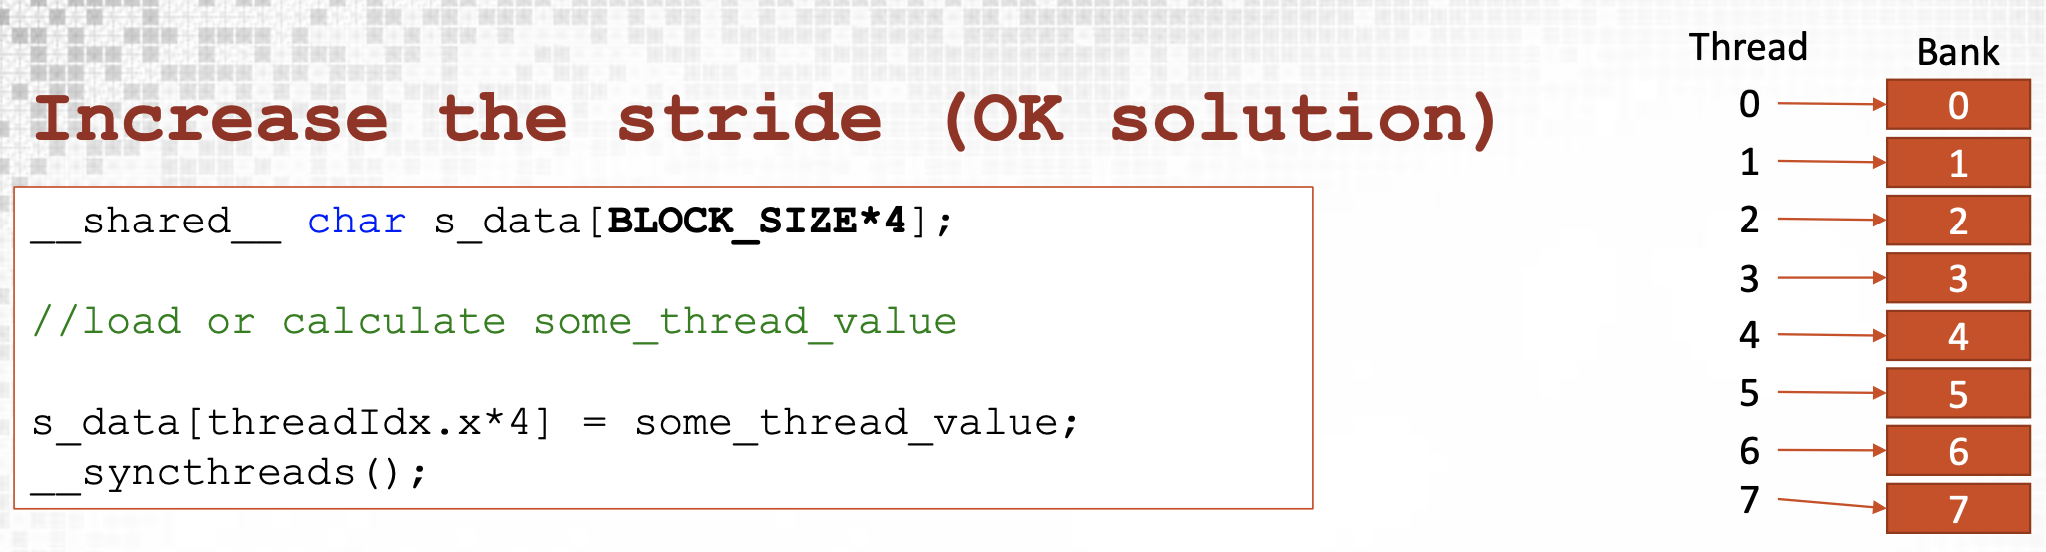 Increase the stride (OK solution)
__shared__ char s_data[BLOCK_SIZE*4];
//load or calculate some_thread_value
s_data[threadIdx.x*4] = some_thread_value;
__syncthreads();
Thread Bank
0 0
1 1
2 2
3 3
4 4
5 5
6 6
7 7